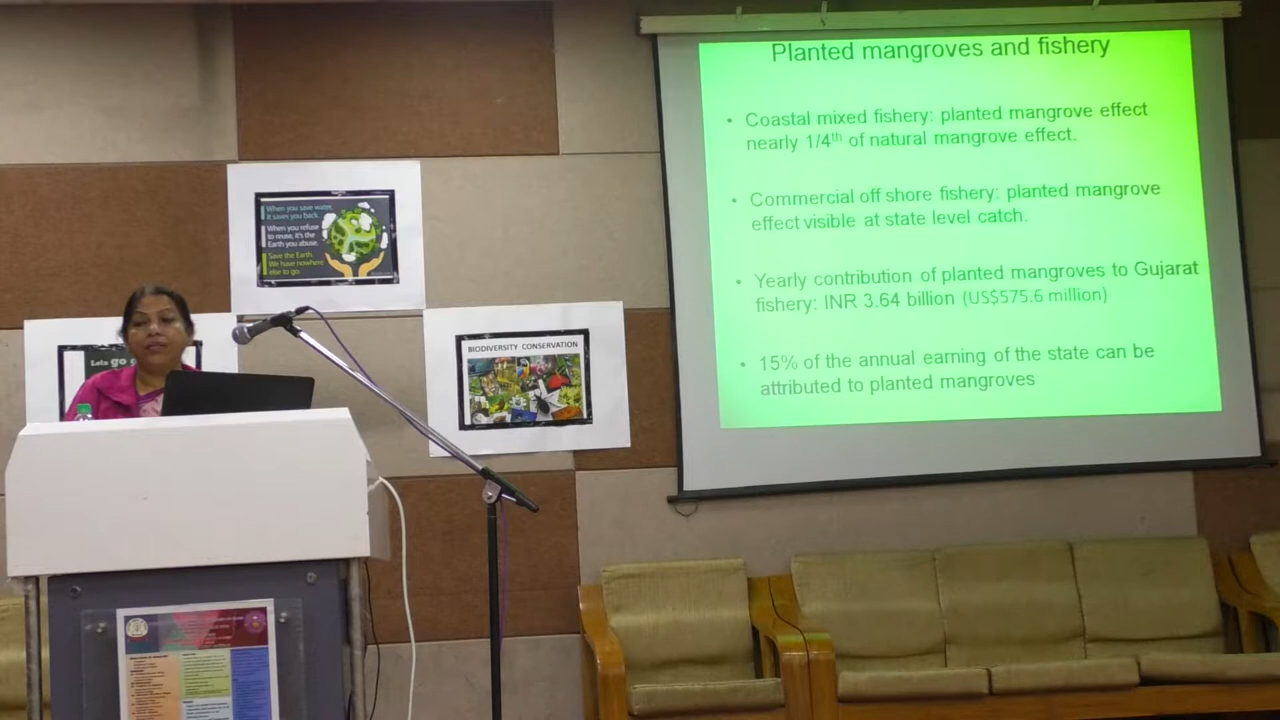 Planted mangroves and fishery
• Coastal mixed fishery: planted mangrove effect
nearly 1/4th of natural mangrove effect.
• Commercial off shore fishery: planted mangrove
effect visible at state level catch.
• Yearly contribution of planted mangroves to Gujarat
fishery: INR 3.64 billion (US$575.6 million)
• 15% of the annual earning of the state can be
attributed to planted mangroves
When you save water,
It saves you back.
When you refuse
to reuse, it's the
Earth you abuse.
Save the Earth.
We have nowhere
else to go.
Lets go
BIODIVERSITY CONSERVATION